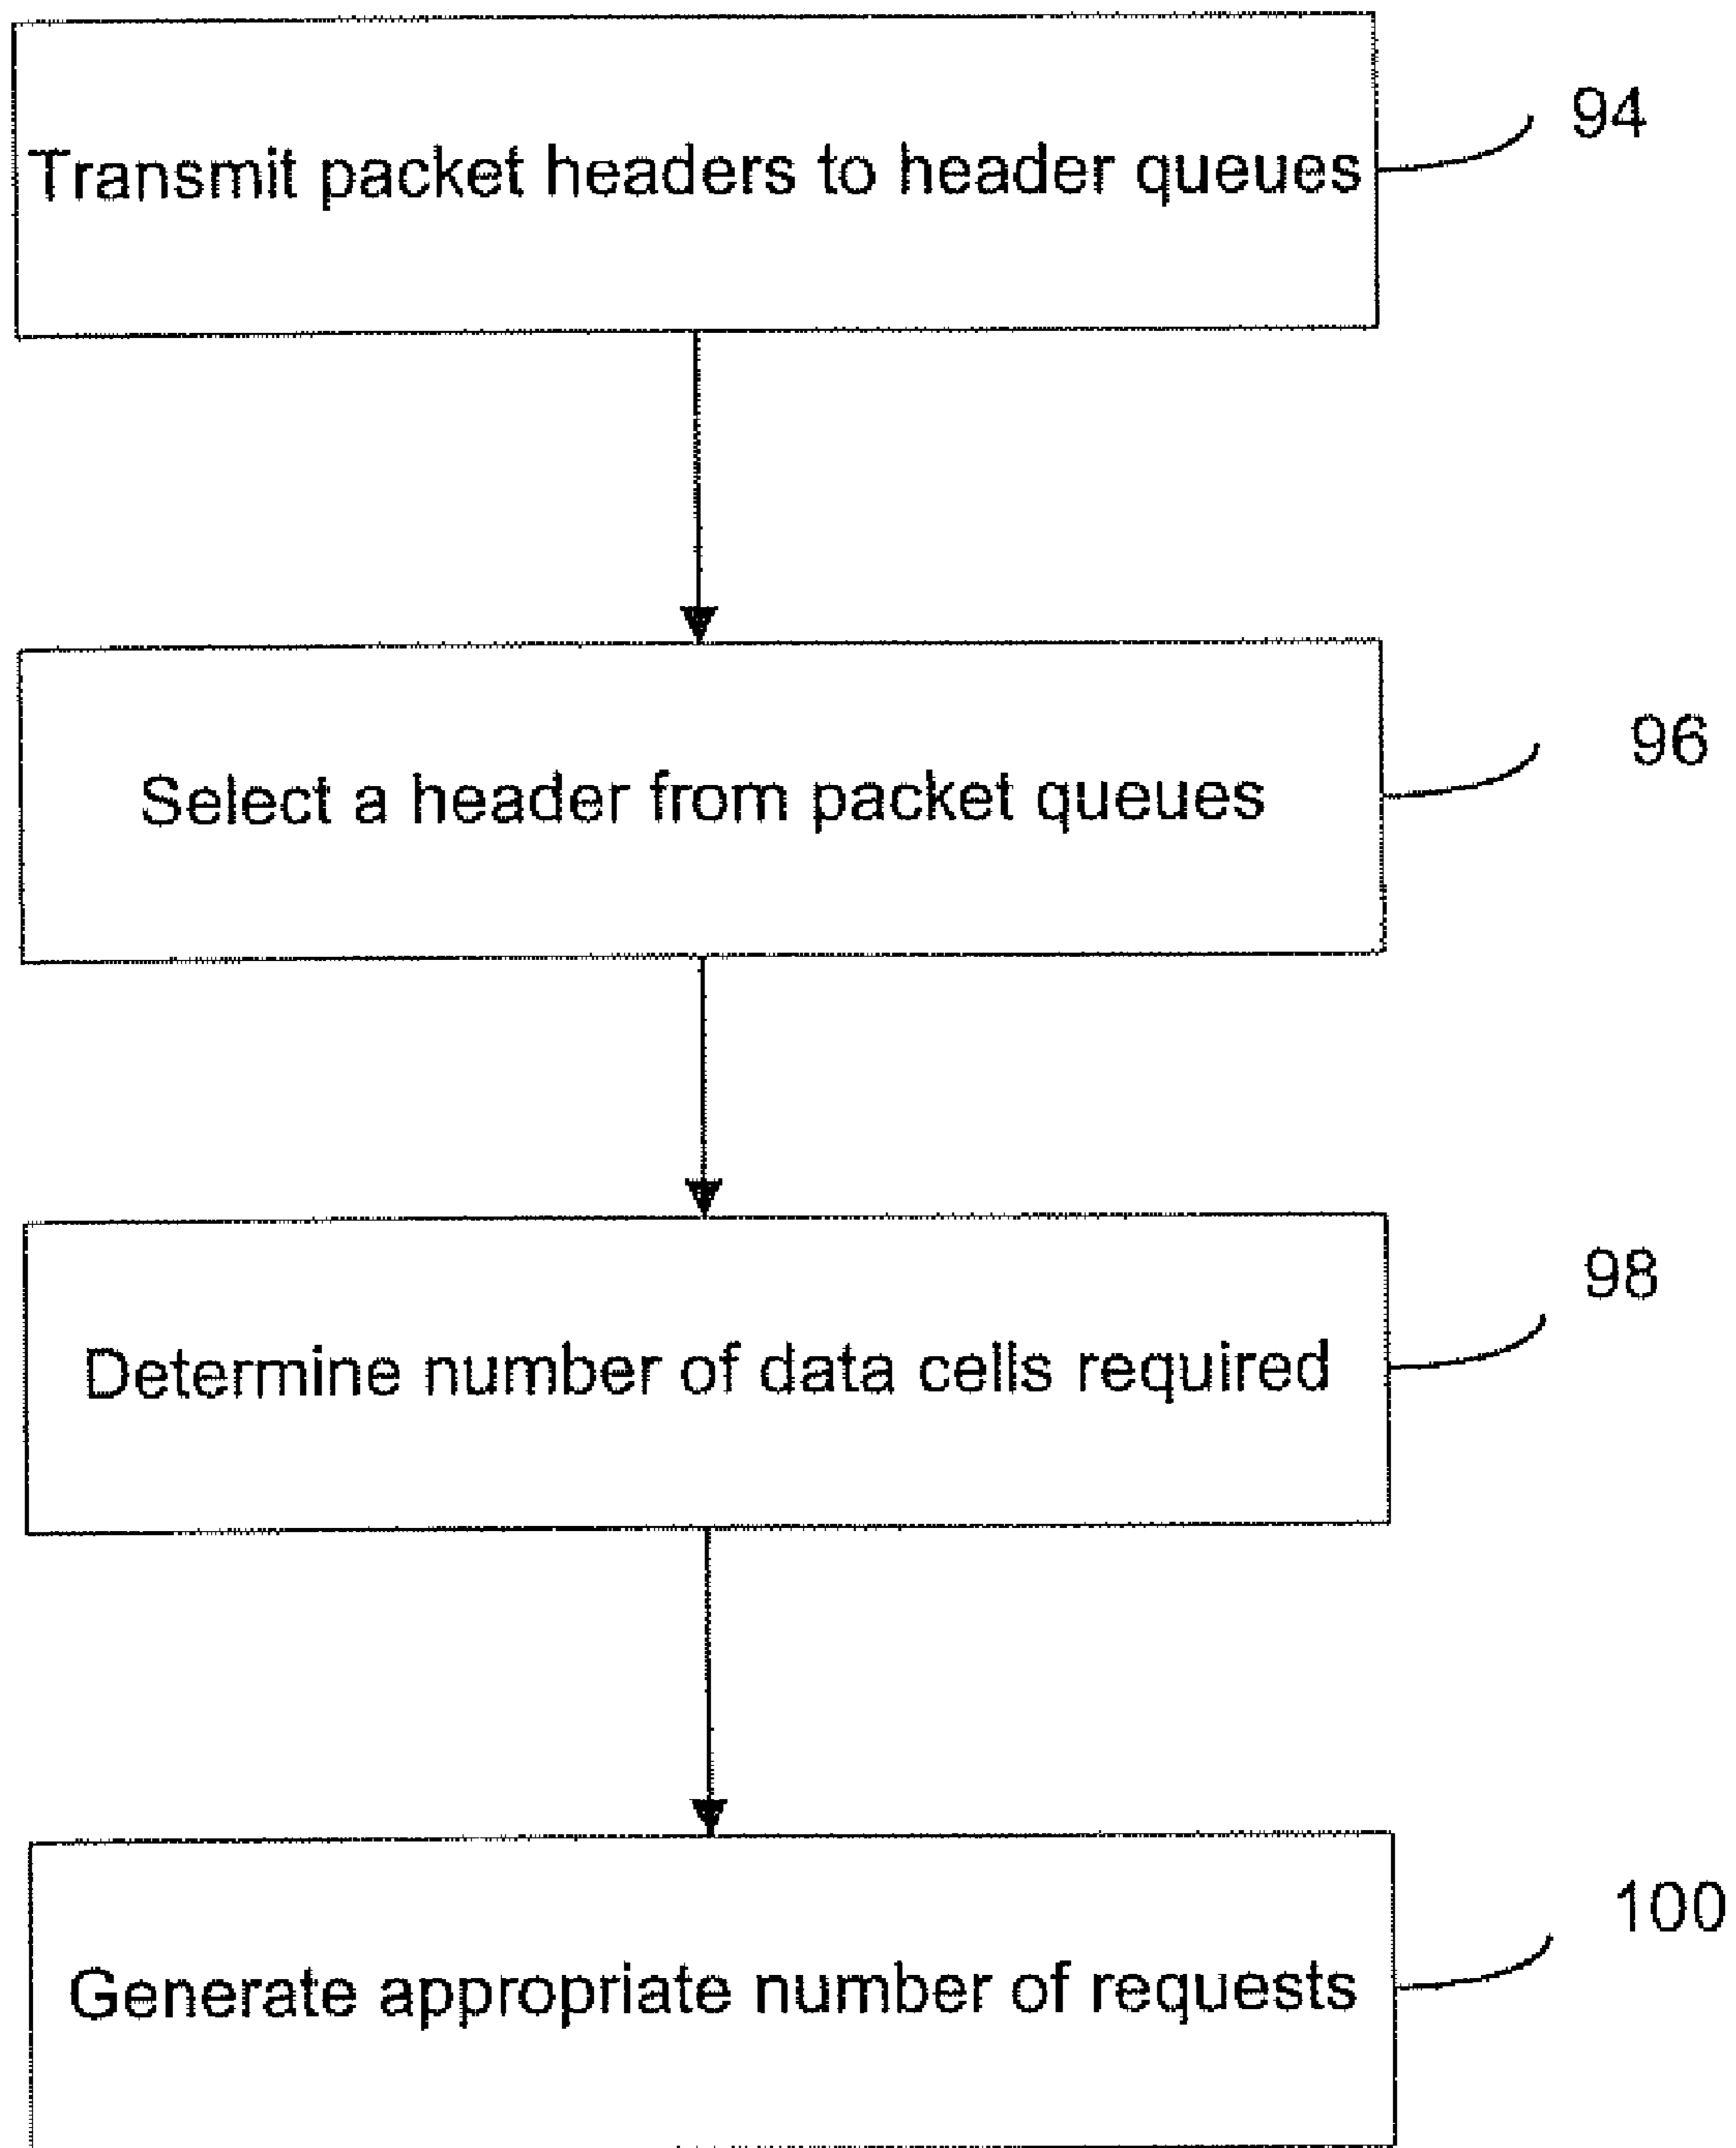 Transmit packet headers to header queues
94
Select a header from packet queues
96
Determine number of data cells required
98
Generate appropriate number of requests
100